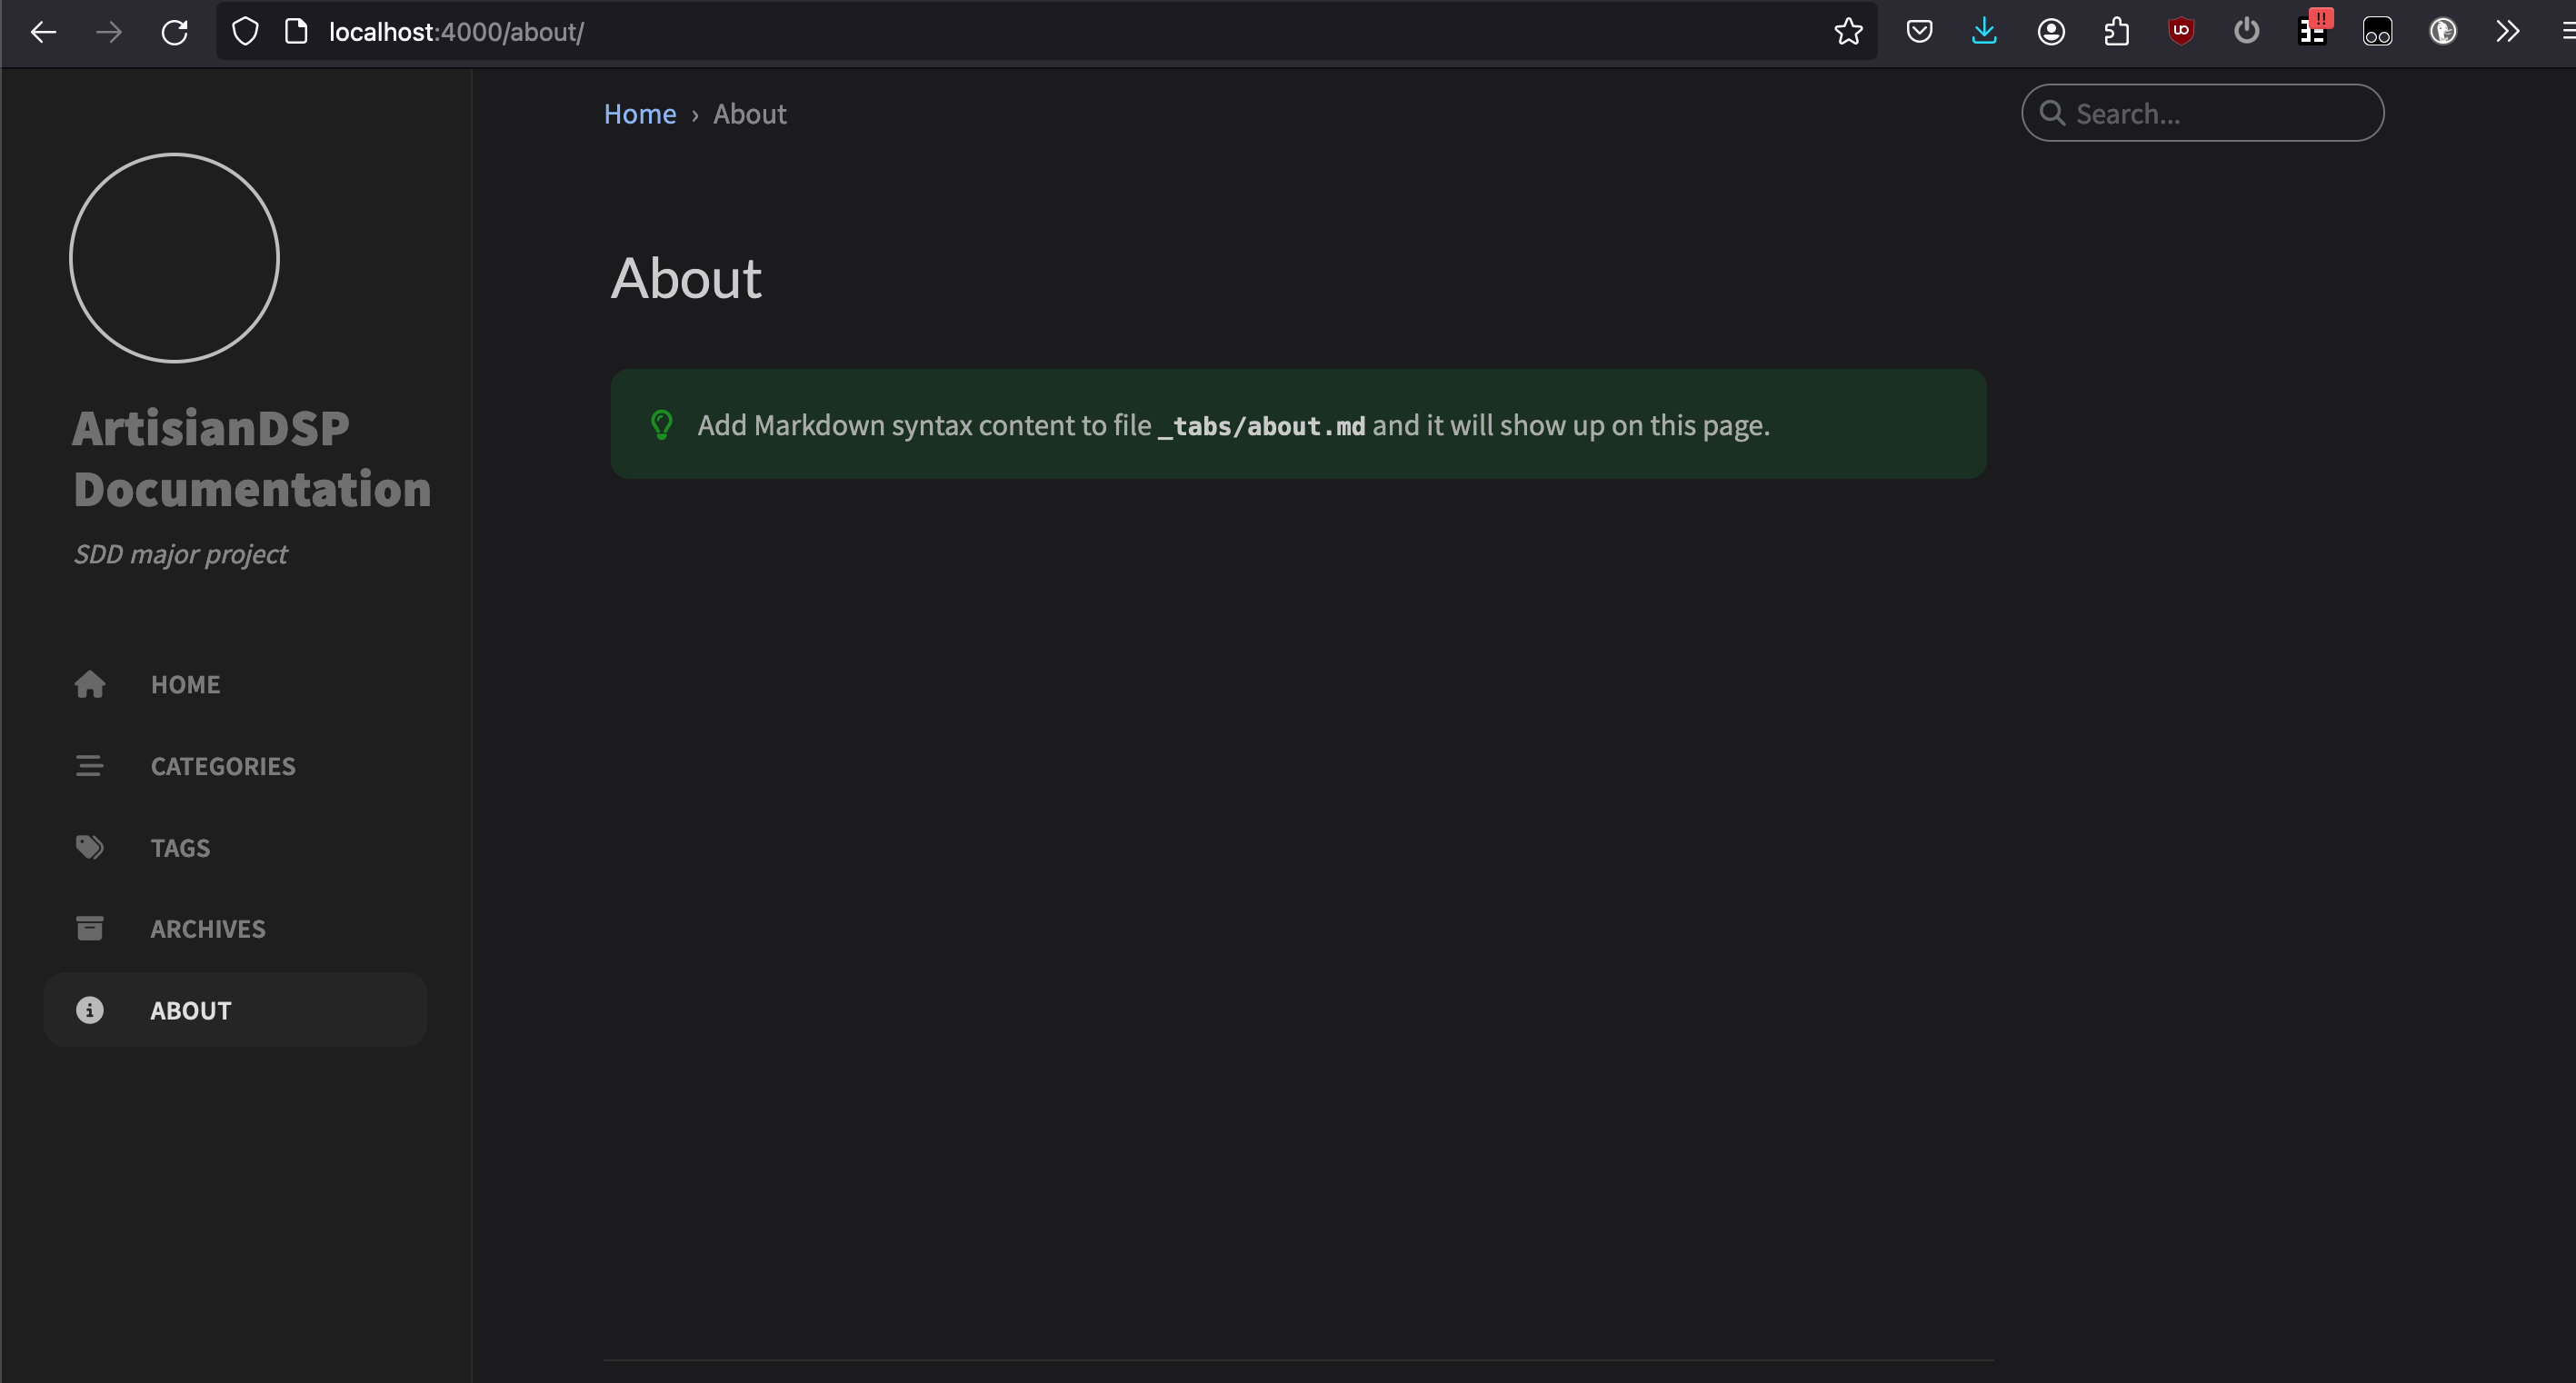 localhost:4000/about/
Home › About
Search...
ArtisianDSP
Documentation
SDD major project
HOME
CATEGORIES
TAGS
ARCHIVES
ABOUT
About
Add Markdown syntax content to file _tabs/about.md and it will show up on this page.